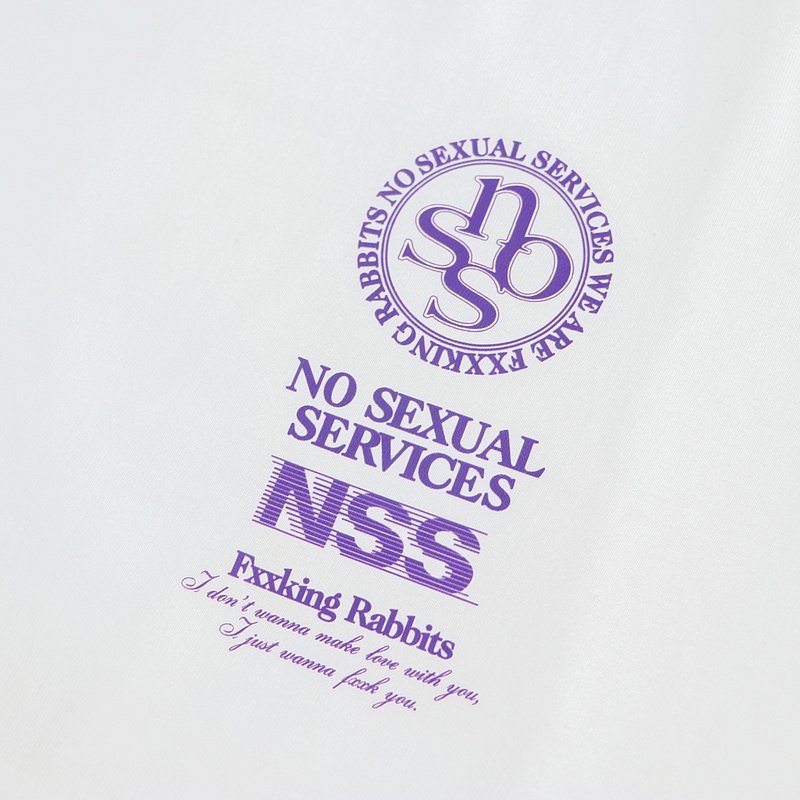 NO SEXUAL SERVICES WE ARE FXXKING RABBITS
n
s o
s
NO SEXUAL
SERVICES
NSS
Fxxking Rabbits
I don't wanna make love with you,
I just wanna fxxk you.